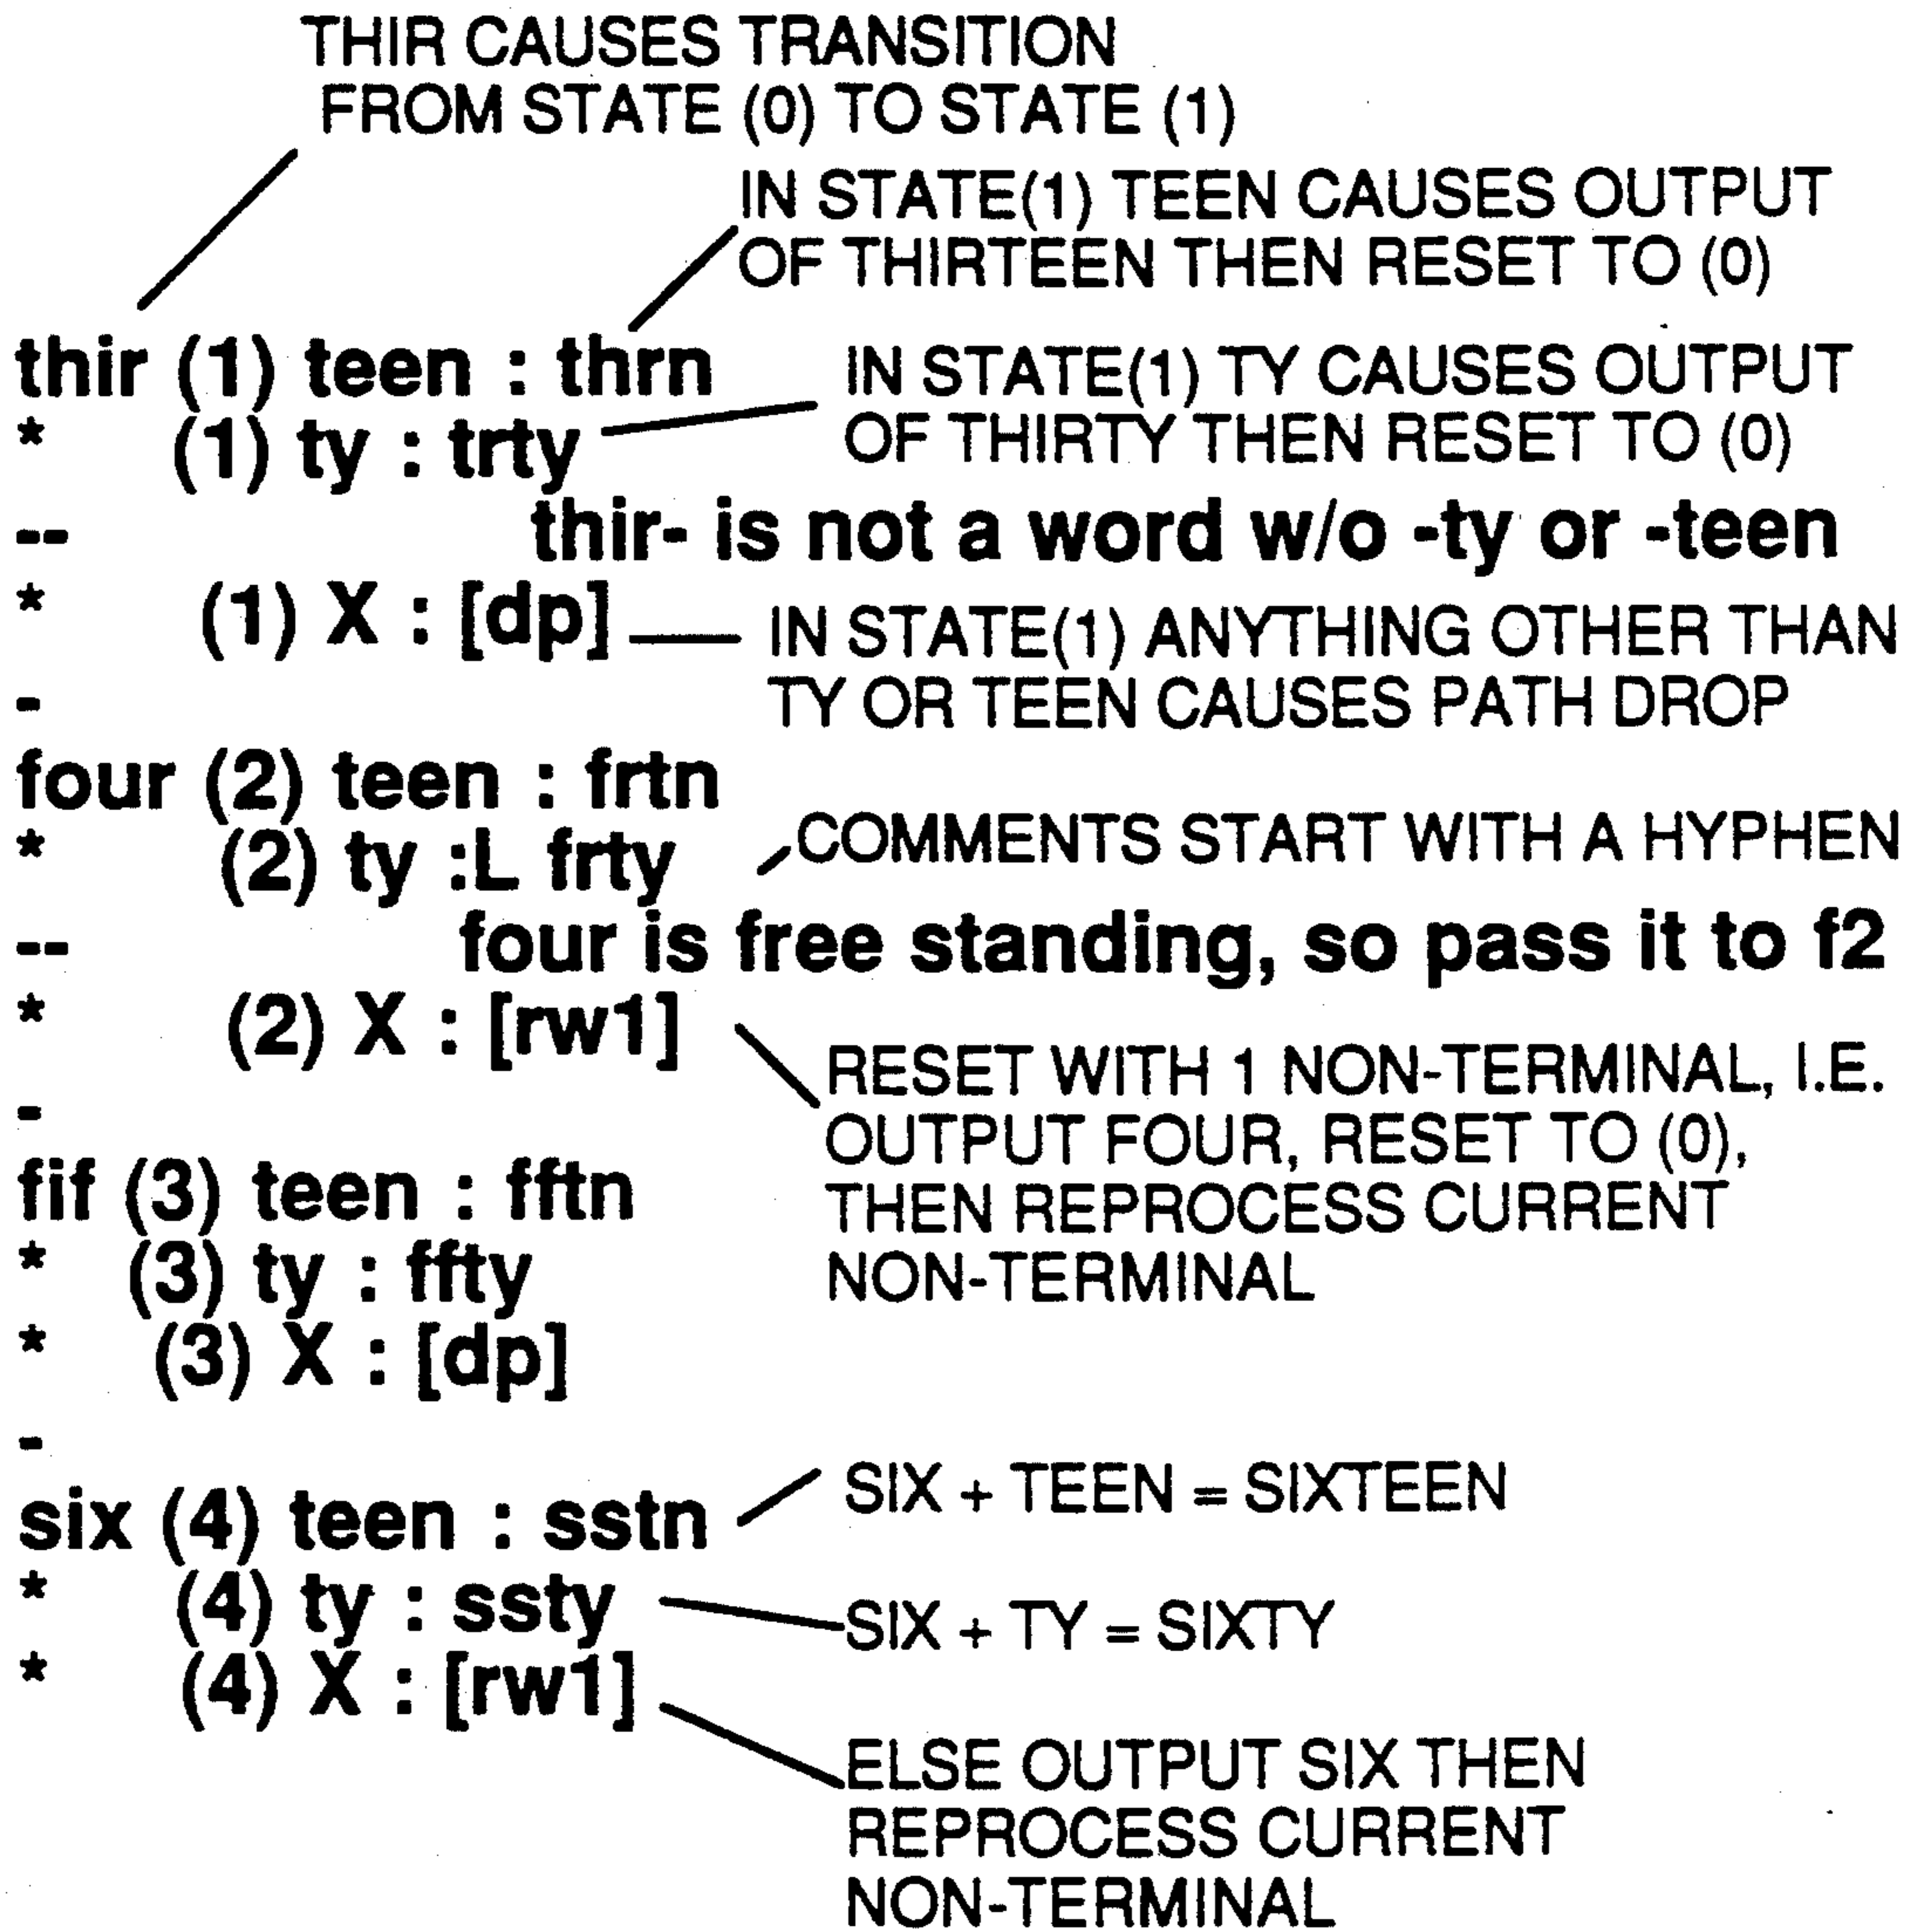 THIR CAUSES TRANSITION
FROM STATE (0) TO STATE (1)
IN STATE(1) TEEN CAUSES OUTPUT
OF THIRTEEN THEN RESET TO (0)
thir (1) teen : thrn
IN STATE(1) TY CAUSES OUTPUT
* (1) ty : trty
OF THIRTY THEN RESET TO (0)
-- thir- is not a word w/o -ty or -teen
* (1) X : [dp]
IN STATE(1) ANYTHING OTHER THAN
TY OR TEEN CAUSES PATH DROP
-
four (2) teen : frtn
* (2) ty :L frty
COMMENTS START WITH A HYPHEN
-- four is free standing, so pass it to f2
* (2) X : [rw1]
RESET WITH 1 NON-TERMINAL, I.E.
OUTPUT FOUR, RESET TO (0),
THEN REPROCESS CURRENT
NON-TERMINAL
-
fif (3) teen : fftn
* (3) ty : ffty
* (3) X : [dp]
-
six (4) teen : sstn
SIX + TEEN = SIXTEEN
* (4) ty : ssty
SIX + TY = SIXTY
* (4) X : [rw1]
ELSE OUTPUT SIX THEN
REPROCESS CURRENT
NON-TERMINAL